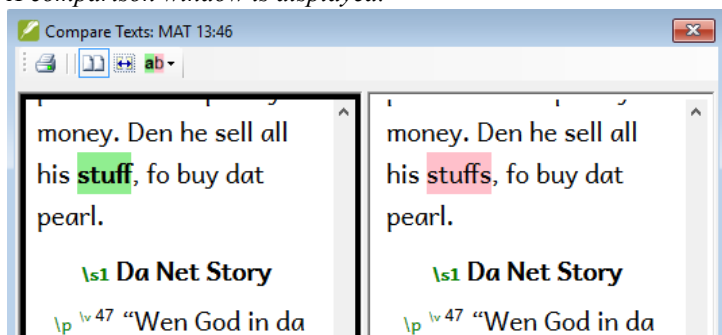 A comparison window is displayed.
Compare Texts: MAT 13:46
ab
money. Den he sell all
his stuff, fo buy dat
pearl.
\s1 Da Net Story
\p \v 47 “Wen God in da
money. Den he sell all
his stuffs, fo buy dat
pearl.
\s1 Da Net Story
\p \v 47 “Wen God in da